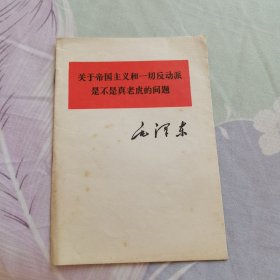 关于帝国主义和一切反动派
是不是真老虎的问题
毛泽东